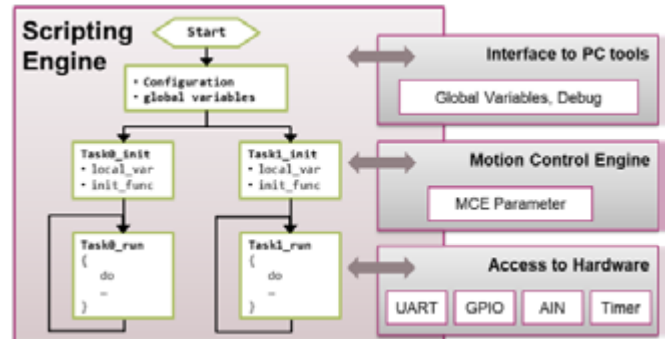 Scripting
Engine
Start
• Configuration
• global variables
Task0_init
• local_var
• init_func
Task1_init
• local_var
• init_func
Task0_run
{
do
…
}
Task1_run
{
do
…
}
Interface to PC tools
Global Variables, Debug
Motion Control Engine
MCE Parameter
Access to Hardware
UART
GPIO
AIN
Timer